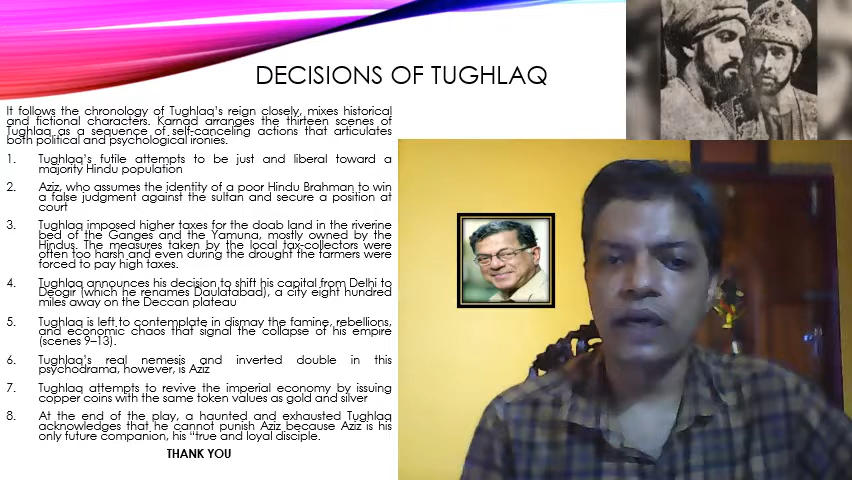 DECISIONS OF TUGHLAQ
It follows the chronology of Tughlaq's reign closely, mixes historical
and fictional characters. Karnad arranges the thirteen scenes of
Tughlaq as a sequence of self-canceling actions that articulates
both political and psychological ironies.
1. Tughlaq's futile attempts to be just and liberal toward a
majority Hindu population
2. Aziz, who assumes the identity of a poor Hindu Brahman to win
a false judgment against the sultan and secure a position at
court
3. Tughlaq imposed higher taxes for the doab land in the riverine
bed of the Ganges and the Yamuna, mostly owned by the
Hindus. The measures taken by the local tax-collectors were
often too harsh and even during the drought the farmers were
forced to pay high taxes.
4. Tughlaq announces his decision to shift his capital from Delhi to
Deogir (which he renames Daulatabad), a city eight hundred
miles away on the Deccan plateau
5. Tughlaq is left to contemplate in dismay the famine, rebellions,
and economic chaos that signal the collapse of his empire
(scenes 9–13).
6. Tughlaq's real nemesis and inverted double in this
psychodrama, however, is Aziz
7. Tughlaq attempts to revive the imperial economy by issuing
copper coins with the same token values as gold and silver
8. At the end of the play, a haunted and exhausted Tughlaq
acknowledges that he cannot punish Aziz because Aziz is his
only future companion, his "true and loyal disciple.
THANK YOU